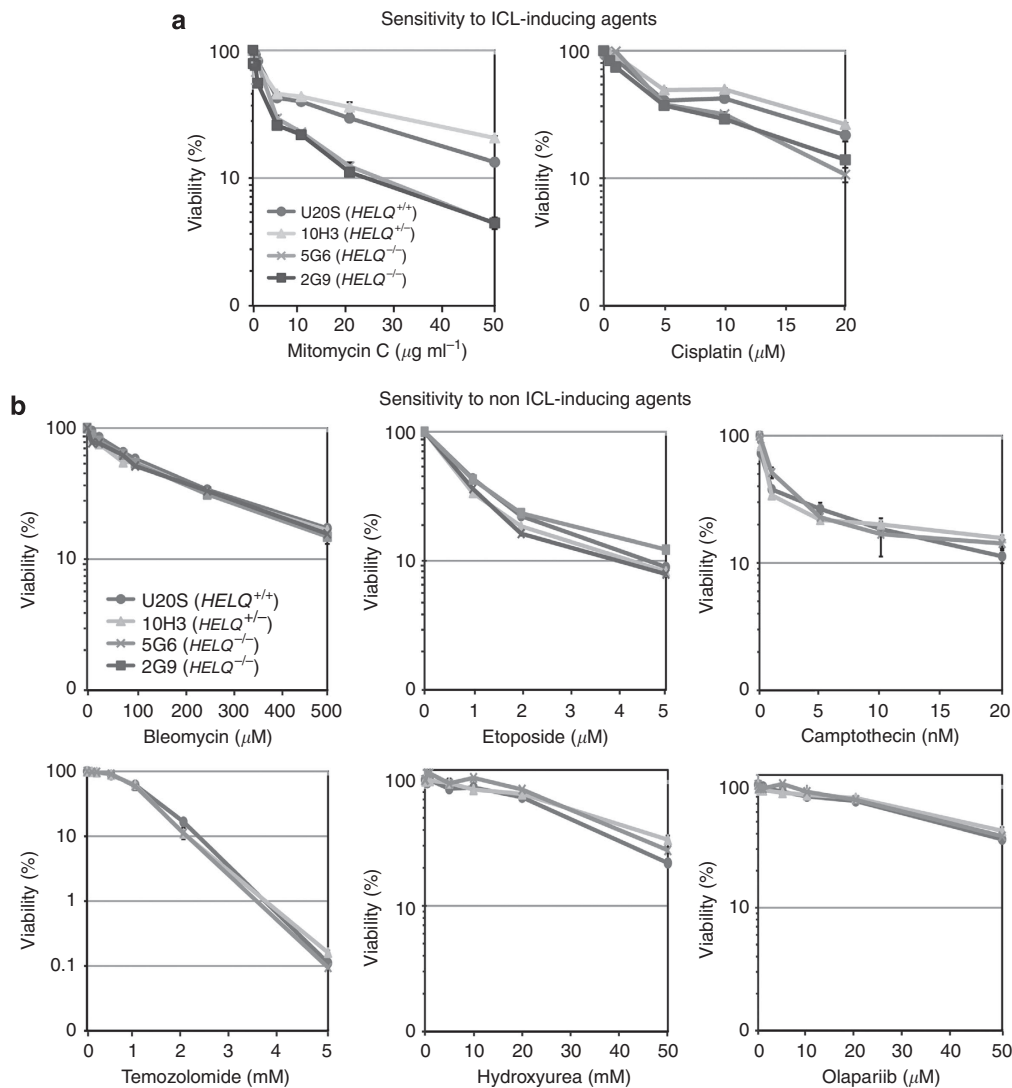 a
Sensitivity to ICL-inducing agents
100
10
0
Viability (%)
U20S (HELQ+/+)
10H3 (HELQ+/–)
5G6 (HELQ–/–)
2G9 (HELQ–/–)
0 10 20 30 40 50
Mitomycin C (μg ml–1)
100
10
0
Viability (%)
0 5 10 15 20
Cisplatin (μM)
b
Sensitivity to non ICL-inducing agents
100
10
0
Viability (%)
U20S (HELQ+/+)
10H3 (HELQ+/–)
5G6 (HELQ–/–)
2G9 (HELQ–/–)
0 100 200 300 400 500
Bleomycin (μM)
100
10
0
Viability (%)
0 1 2 3 4 5
Etoposide (μM)
100
10
0
Viability (%)
0 5 10 15 20
Camptothecin (nM)
100
10
1
0.1
0
Viability (%)
0 1 2 3 4 5
Temozolomide (mM)
100
10
0
Viability (%)
0 10 20 30 40 50
Hydroxyurea (mM)
100
10
0
Viability (%)
0 10 20 30 40 50
Olapariib (μM)